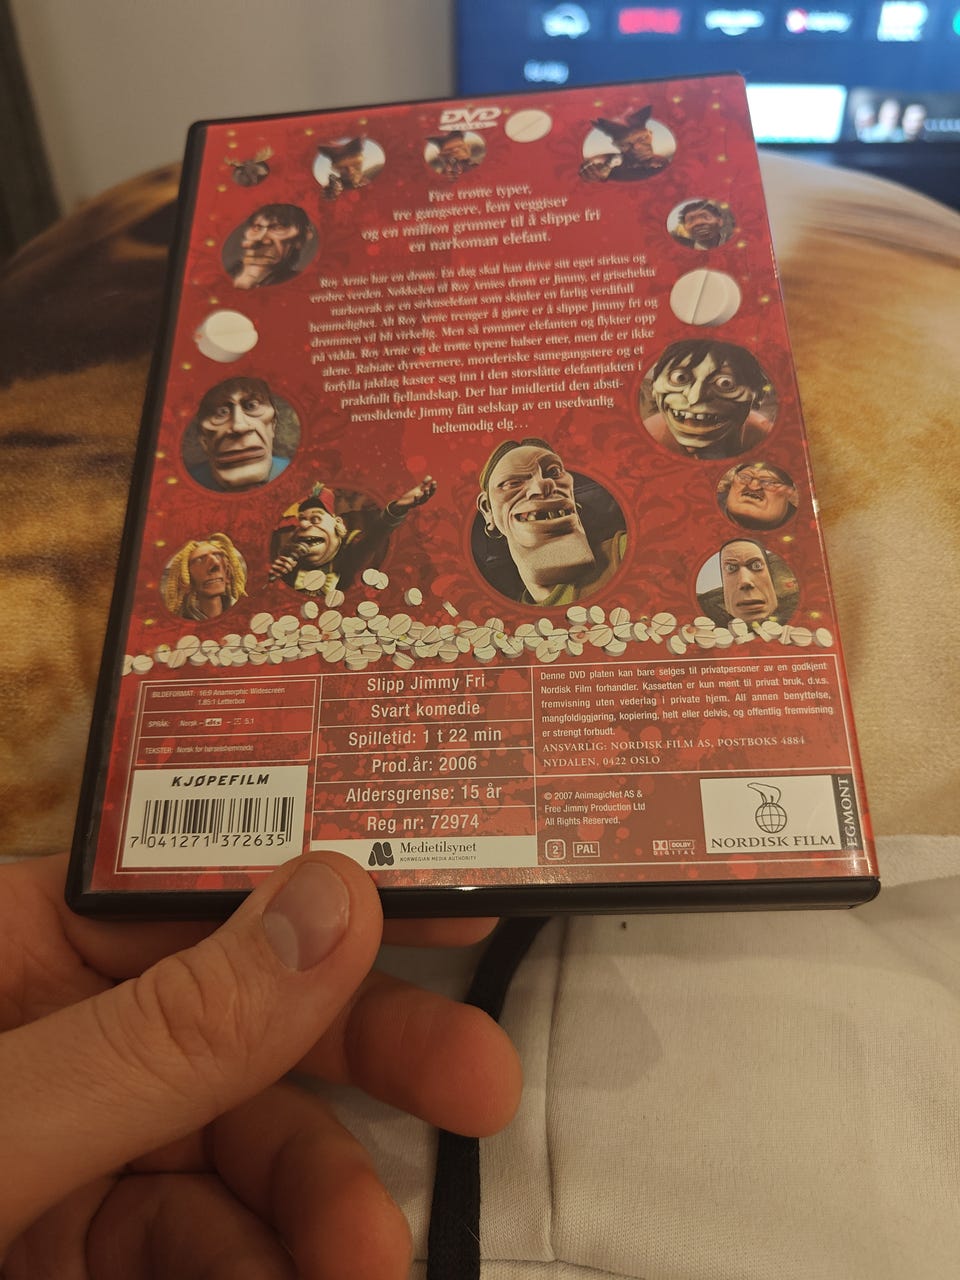 NETFLIX
DVD
VIDEO
Fire trøtte typer,
tre gangstere, fem veggiser
og en million grunner til å slippe fri
en narkoman elefant.
Roy Arnie har en drøm. En dag skal han drive sitt eget sirkus og
erobre verden. Nøkkelen til Roy Arnies drøm er Jimmy, et grisehekta
narkovrak av en sirkuselefant som skjuler en farlig verdifull
hemmelighet. Alt Roy Arnie trenger å gjøre er å slippe Jimmy fri og
drømmen vil bli virkelig. Men så rømmer elefanten og flykter opp
på vidda. Roy Arnie og de trøtte typene halser etter, men de er ikke
alene. Rabiate dyrevernere, morderiske samegangstere og et
forfylla jaktlag kaster seg inn i den storslåtte elefantjakten i
praktfullt fjellandskap. Der har imidlertid den absti-
nenslidende Jimmy fått selskap av en usedvanlig
heltemodig elg...
BILDEFORMAT: 16:9 Anamorphic Widescreen
1.85:1 Letterbox
SPRÅK: Norsk – dts – 5.1
TEKSTER: Norsk for hørselshemmede
KJØPEFILM
7 041271 372635
Slipp Jimmy Fri
Svart komedie
Spilletid: 1 t 22 min
Prod.år: 2006
Aldersgrense: 15 år
Reg nr: 72974
Medietilsynet
NORWEGIAN MEDIA AUTHORITY
Denne DVD platen kan bare selges til privatpersoner av en godkjent
Nordisk Film forhandler. Kassetten er kun ment til privat bruk, d.v.s.
fremvisning uten vederlag i private hjem. All annen benyttelse,
mangfoldiggjøring, kopiering, helt eller delvis, og offentlig fremvisning
er strengt forbudt.
ANSVARLIG: NORDISK FILM AS, POSTBOKS 4884
NYDALEN, 0422 OSLO
© 2007 AnimagicNet AS &
Free Jimmy Production Ltd
All Rights Reserved.
2 PAL
DOLBY
DIGITAL
NORDISK FILM
EGMONT